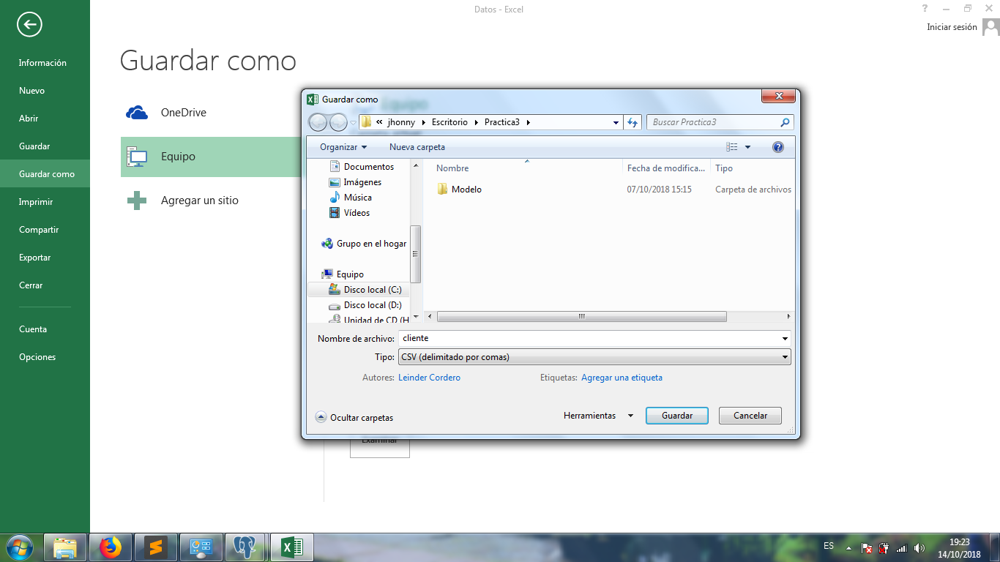 Datos - Excel
Iniciar sesión
Información
Nuevo
Abrir
Guardar
Guardar como
Imprimir
Compartir
Exportar
Cerrar
Cuenta
Opciones
Guardar como
OneDrive
Equipo
Agregar un sitio
Equipo
Guardar como
« jhonny Escritorio Practica3
Buscar Practica3
Organizar Nueva carpeta
Documentos
Imágenes
Música
Vídeos
Grupo en el hogar
Equipo
Disco local (C:)
Disco local (D:)
Unidad de CD (H
Nombre Fecha de modifica... Tipo
Modelo 07/10/2018 15:15 Carpeta de archivos
Nombre de archivo: cliente
Tipo: CSV (delimitado por comas)
Autores: Leinder Cordero Etiquetas: Agregar una etiqueta
Ocultar carpetas
Herramientas Guardar Cancelar
Examinar
ES
19:23
14/10/2018